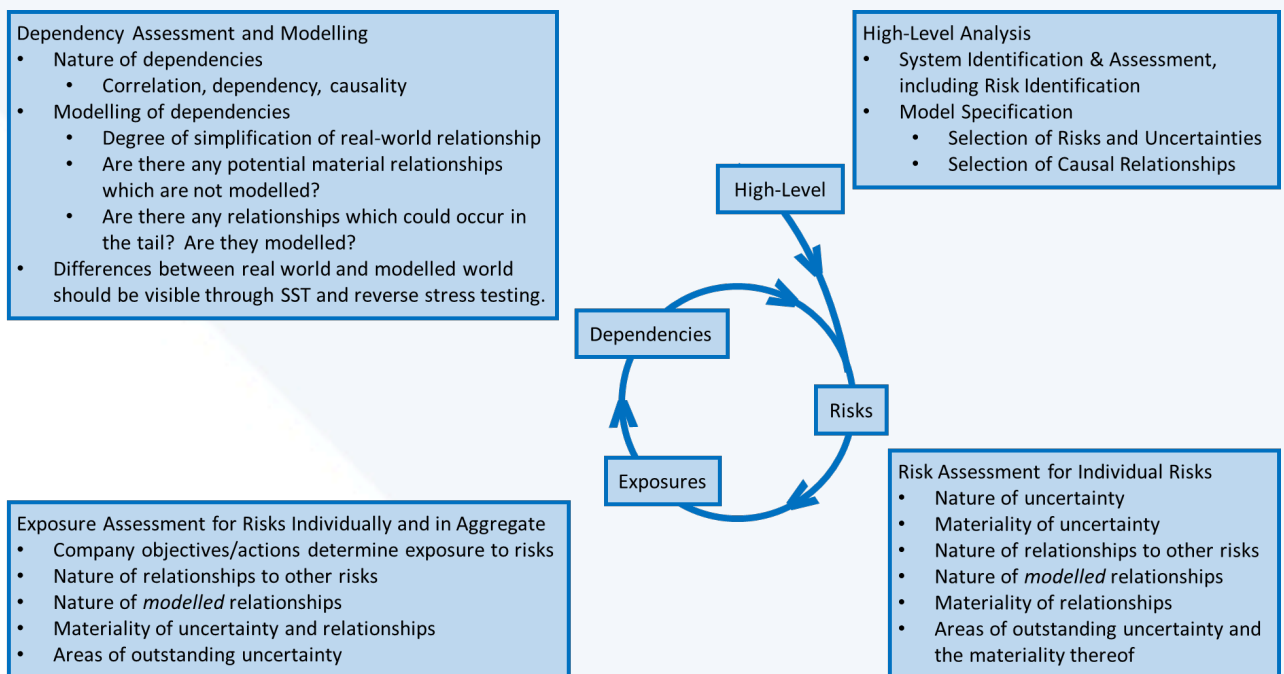 Dependency Assessment and Modelling
• Nature of dependencies
• Correlation, dependency, causality
• Modelling of dependencies
• Degree of simplification of real-world relationship
• Are there any potential material relationships
which are not modelled?
• Are there any relationships which could occur in
the tail? Are they modelled?
• Differences between real world and modelled world
should be visible through SST and reverse stress testing.
High-Level Analysis
• System Identification & Assessment,
including Risk Identification
• Model Specification
• Selection of Risks and Uncertainties
• Selection of Causal Relationships
High-Level
Dependencies
Risks
Exposures
Exposure Assessment for Risks Individually and in Aggregate
• Company objectives/actions determine exposure to risks
• Nature of relationships to other risks
• Nature of modelled relationships
• Materiality of uncertainty and relationships
• Areas of outstanding uncertainty
Risk Assessment for Individual Risks
• Nature of uncertainty
• Materiality of uncertainty
• Nature of relationships to other risks
• Nature of modelled relationships
• Materiality of relationships
• Areas of outstanding uncertainty and
the materiality thereof